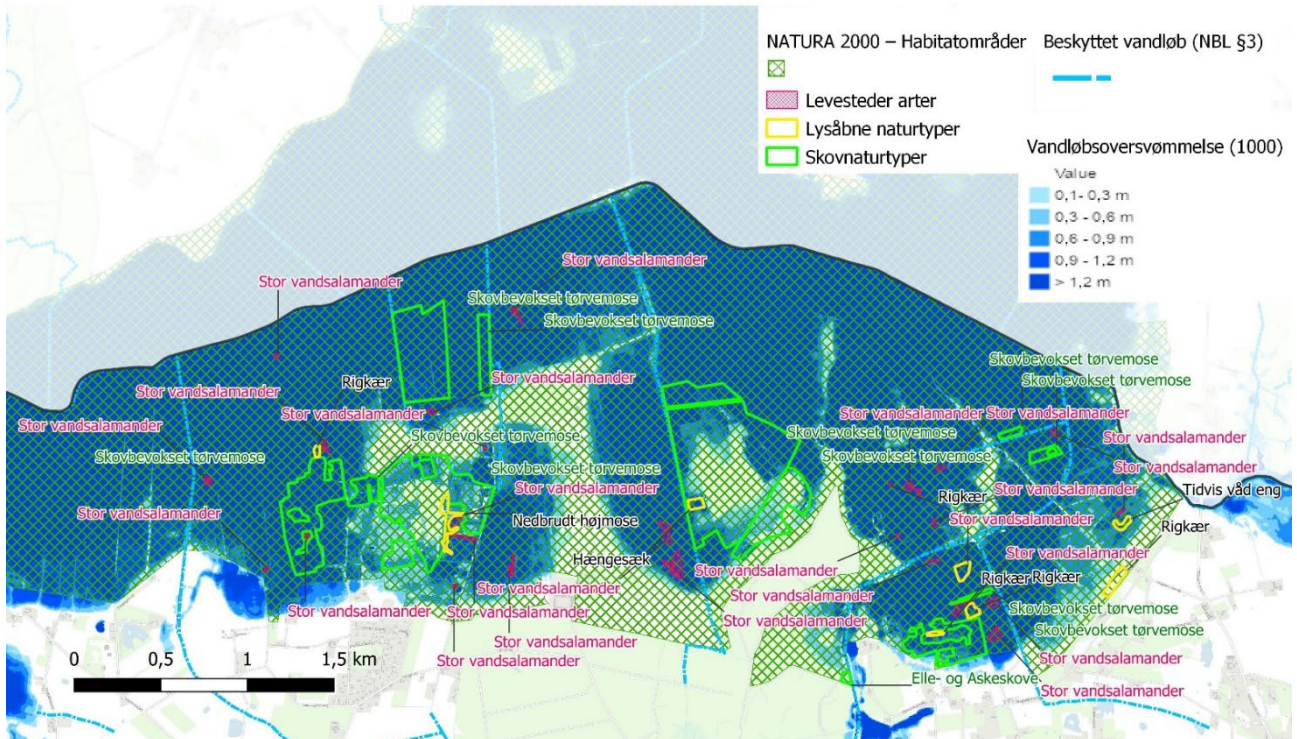 NATURA 2000 – Habitatområder
Levesteder arter
Lysåbne naturtyper
Skovnaturtyper
Beskyttet vandløb (NBL §3)
Vandløbsoversvømmelse (1000)
Value
0,1- 0,3 m
0,3 - 0,6 m
0,6 - 0,9 m
0,9 - 1,2 m
> 1,2 m
Stor vandsalamander
Stor vandsalamander
Skovbevokset tørvemose
Skovbevokset tørvemose
Skovbevokset tørvemose
Stor vandsalamander
Rigkær
Skovbevokset tørvemose
Stor vandsalamander
Stor vandsalamander
Stor vandsalamander
Stor vandsalamander
Stor vandsalamander
Stor vandsalamander
Skovbevokset tørvemose
Skovbevokset tørvemose
Stor vandsalamander
Skovbevokset tørvemose
Skovbevokset tørvemose
Skovbevokset tørvemose
Stor vandsalamander
Stor vandsalamander
Stor vandsalamander
Tidvis våd eng
Rigkær
Stor vandsalamander
Nedbrudt højmose
Stor vandsalamander
Rigkær
Stor vandsalamander
Hængesæk
Stor vandsalamander
Stor vandsalamander
Rigkær
Rigkær
Stor vandsalamander
Stor vandsalamander
Stor vandsalamander
Stor vandsalamander
Skovbevokset tørvemose
Stor vandsalamander
Skovbevokset tørvemose
Stor vandsalamander
Stor vandsalamander
Stor vandsalamander
Elle- og Askeskove
Stor vandsalamander
0 0,5 1 1,5 km